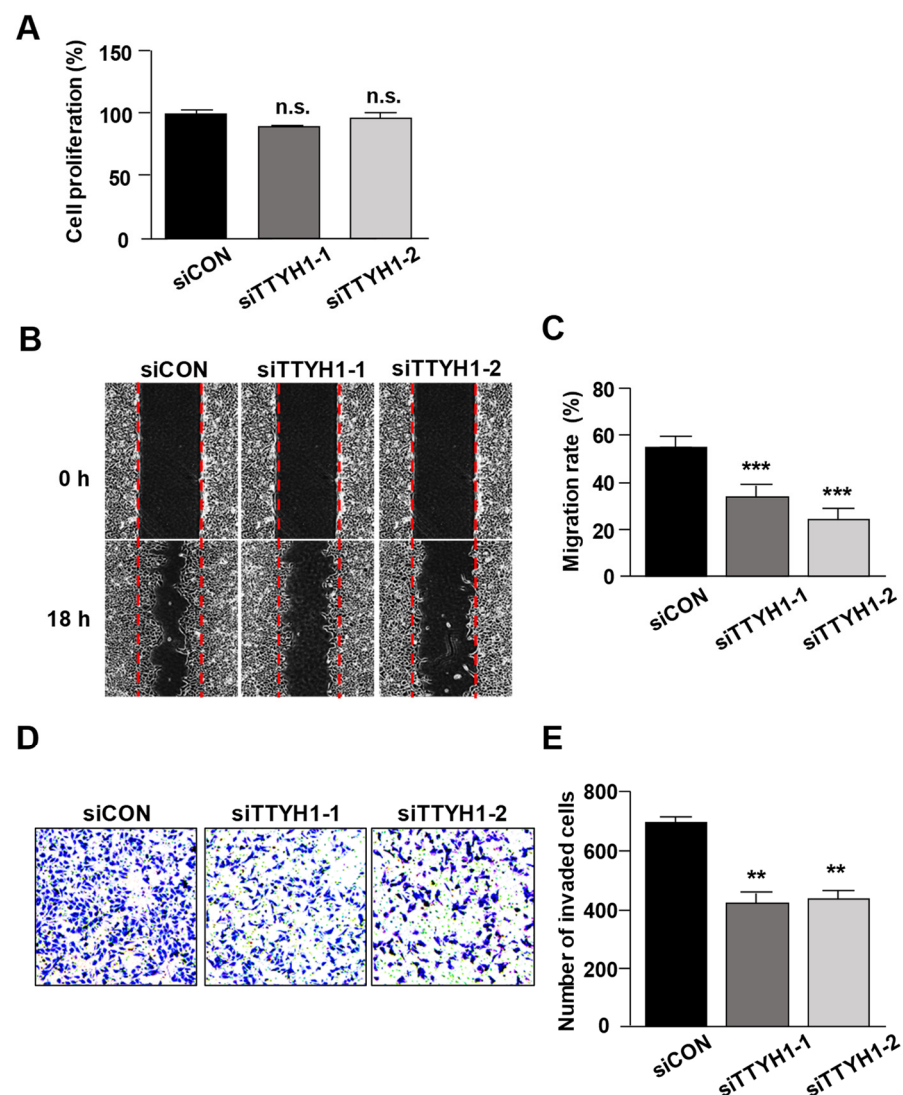 A
Cell proliferation (%)
150
100
50
0
n.s.
n.s.
siCON
siTTYH1-1
siTTYH1-2
B
siCON siTTYH1-1 siTTYH1-2
0 h
18 h
C
Migration rate (%)
80
60
40
20
0
***
***
siCON
siTTYH1-1
siTTYH1-2
D
siCON siTTYH1-1 siTTYH1-2
E
Number of invaded cells
800
600
400
200
0
**
**
siCON
siTTYH1-1
siTTYH1-2